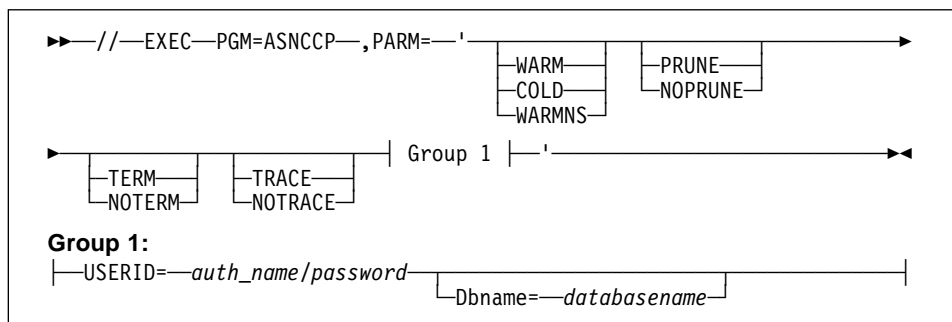 // EXEC PGM=ASNCCP ,PARM= '
WARM
COLD
WARMNS
PRUNE
NOPRUNE
TERM
NOTERM
TRACE
NOTRACE
Group 1 '
Group 1:
USERID= auth_name/password
Dbname= databasename